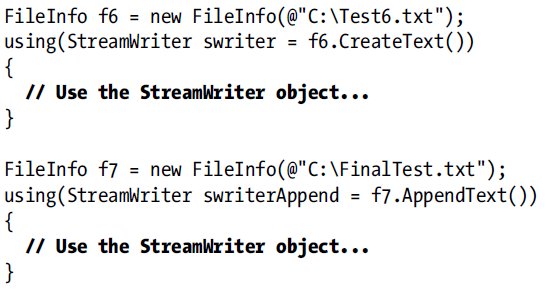 FileInfo f6 = new FileInfo(@"C:\Test6.txt");
using(StreamWriter swriter = f6.CreateText())
{
  // Use the StreamWriter object...
}
FileInfo f7 = new FileInfo(@"C:\FinalTest.txt");
using(StreamWriter swriterAppend = f7.AppendText())
{
  // Use the StreamWriter object...
}